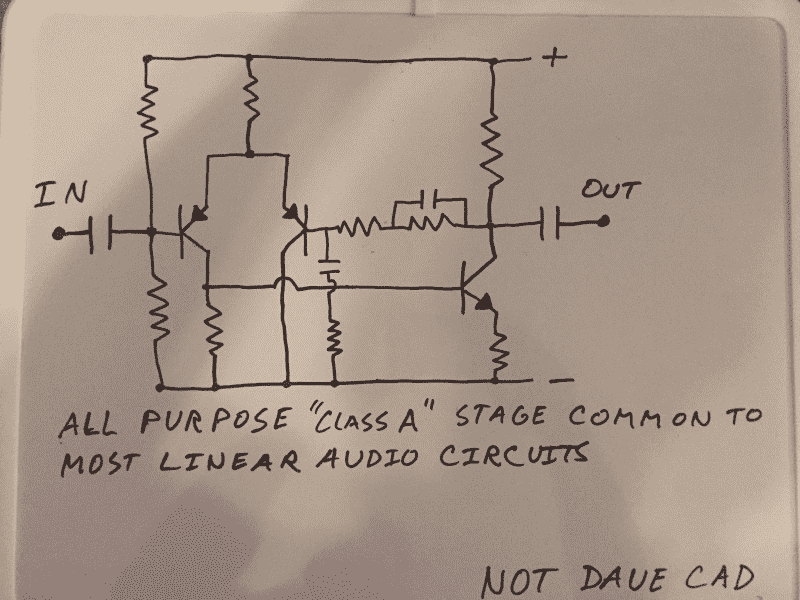 +
IN
OUT
−
ALL PURPOSE "CLASS A" STAGE COMMON TO
MOST LINEAR AUDIO CIRCUITS
NOT DAVE CAD